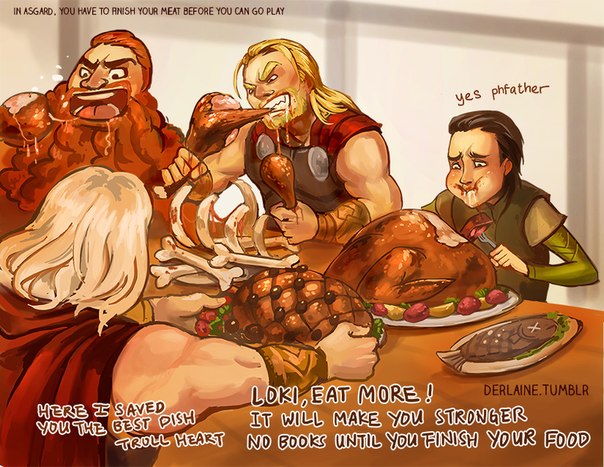 IN ASGARD, YOU HAVE TO FINISH YOUR MEAT BEFORE YOU CAN GO PLAY
yes phfather
DERLAINE.TUMBLR
HERE I SAVED
YOU THE BEST DISH
TROLL HEART
LOKI, EAT MORE!
IT WILL MAKE YOU STRONGER
NO BOOKS UNTIL YOU FINISH YOUR FOOD